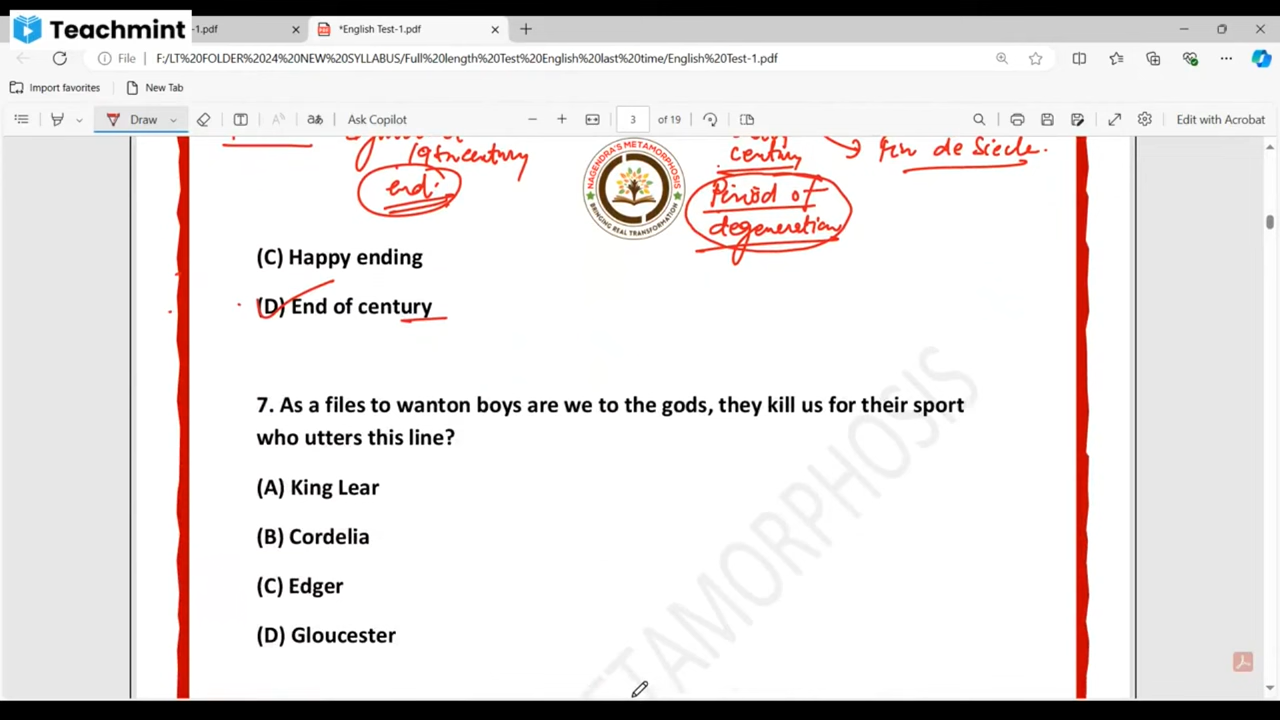 Teachmint
-1.pdf
*English Test-1.pdf
File
F:/LT%20FOLDER%202024%20NEW%20SYLLABUS/Full%20length%20Test%20English%20last%20time/English%20Test-1.pdf
Import favorites
New Tab
Draw
Ask Copilot
3 of 19
Edit with Acrobat
19th century
century
Fin de Siecle.
end:
Period of
degeneration
NAGENDRA'S METAMORPHOSIS
BRINGING REAL TRANSFORMATION
(C) Happy ending
(D) End of century
7. As a files to wanton boys are we to the gods, they kill us for their sport
who utters this line?
(A) King Lear
(B) Cordelia
(C) Edger
(D) Gloucester
METAMORPHOSIS